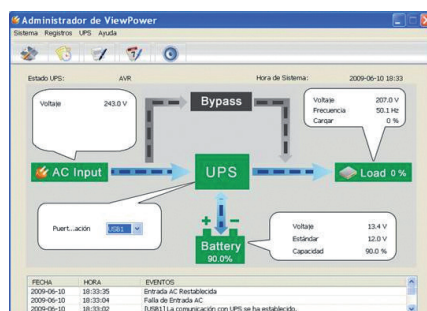 Administrador de ViewPower
Sistema Registros UPS Ayuda
Estado UPS: AVR Hora de Sistema: 2009-06-10 18:33
Voltaje 243.0 V
Bypass
Voltaje 207.0 V
Frecuencia 50.1 Hz
Cargar 0 %
AC Input
UPS
Load 0 %
Puert...ación USB1
Battery
90.0%
Voltaje 13.4 V
Estándar 12.0 V
Capacidad 90.0 %
FECHA HORA EVENTOS
2009-06-10 18:33:35 Entrada AC Restablecida
2009-06-10 18:33:04 Falla de Entrada AC
2009-06-10 18:33:02 [USB1] La comunicación con UPS se ha establecido.